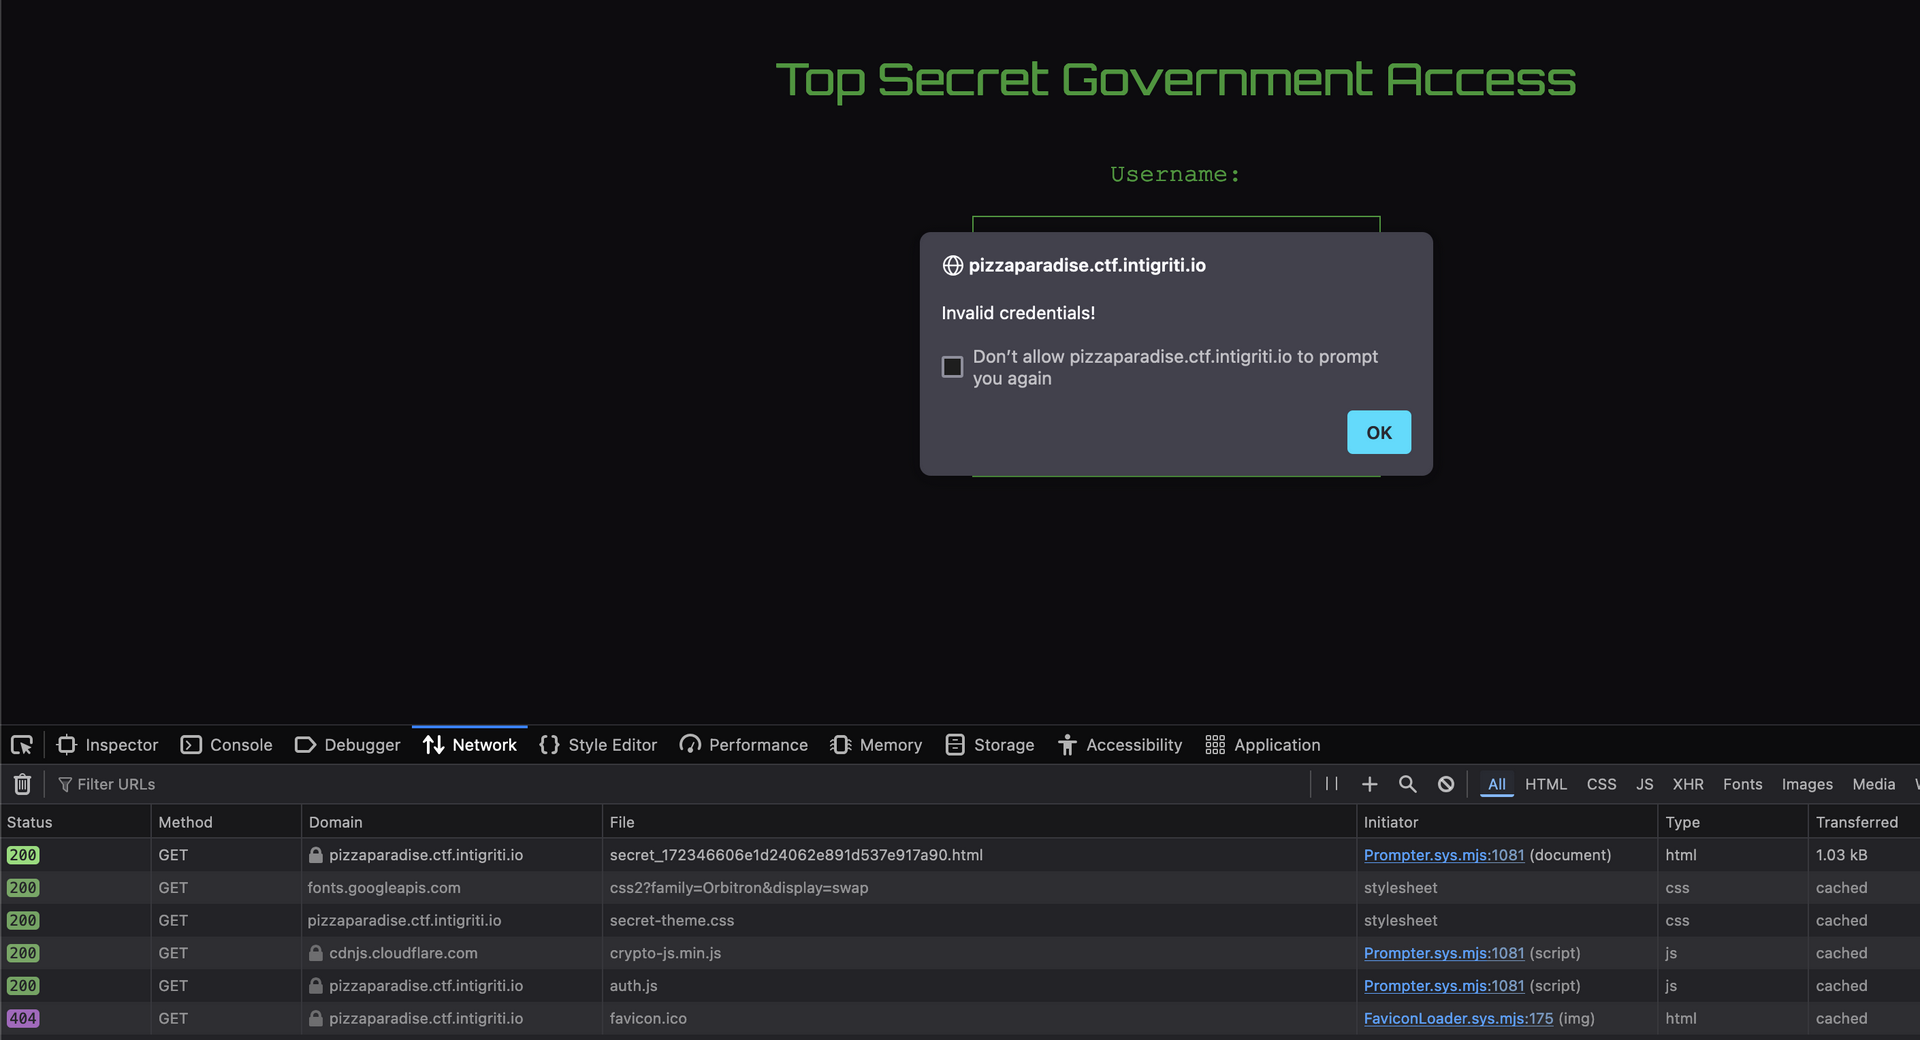 Top Secret Government Access
Username:
pizzaparadise.ctf.intigriti.io
Invalid credentials!
Don't allow pizzaparadise.ctf.intigriti.io to prompt
you again
OK
Inspector Console Debugger Network Style Editor Performance Memory Storage Accessibility Application
Filter URLs All HTML CSS JS XHR Fonts Images Media
Status Method Domain File Initiator Type Transferred
200 GET pizzaparadise.ctf.intigriti.io secret_172346606e1d24062e891d537e917a90.html Prompter.sys.mjs:1081 (document) html 1.03 kB
200 GET fonts.googleapis.com css2?family=Orbitron&display=swap stylesheet css cached
200 GET pizzaparadise.ctf.intigriti.io secret-theme.css stylesheet css cached
200 GET cdnjs.cloudflare.com crypto-js.min.js Prompter.sys.mjs:1081 (script) js cached
200 GET pizzaparadise.ctf.intigriti.io auth.js Prompter.sys.mjs:1081 (script) js cached
404 GET pizzaparadise.ctf.intigriti.io favicon.ico FaviconLoader.sys.mjs:175 (img) html cached